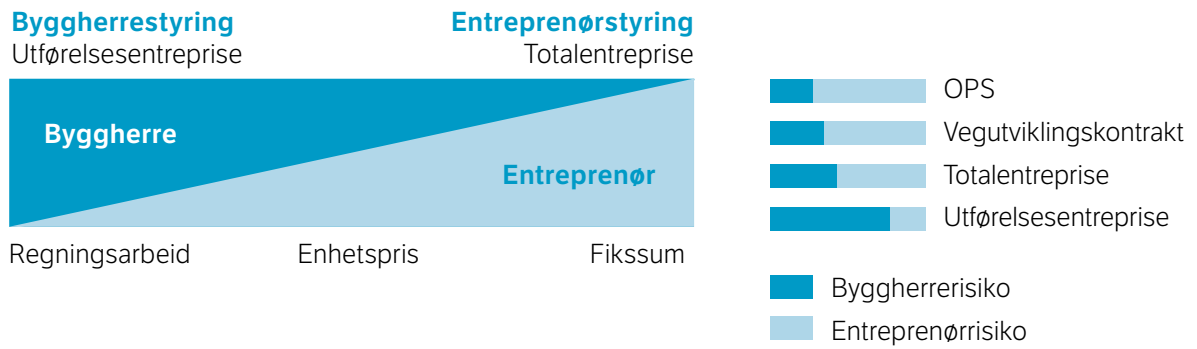 Byggherrestyring
Utførelsesentreprise
Entreprenørstyring
Totalentreprise
Byggherre
Entreprenør
Regningsarbeid
Enhetspris
Fikssum
OPS
Vegutviklingskontrakt
Totalentreprise
Utførelsesentreprise
Byggherrerisiko
Entreprenørrisiko